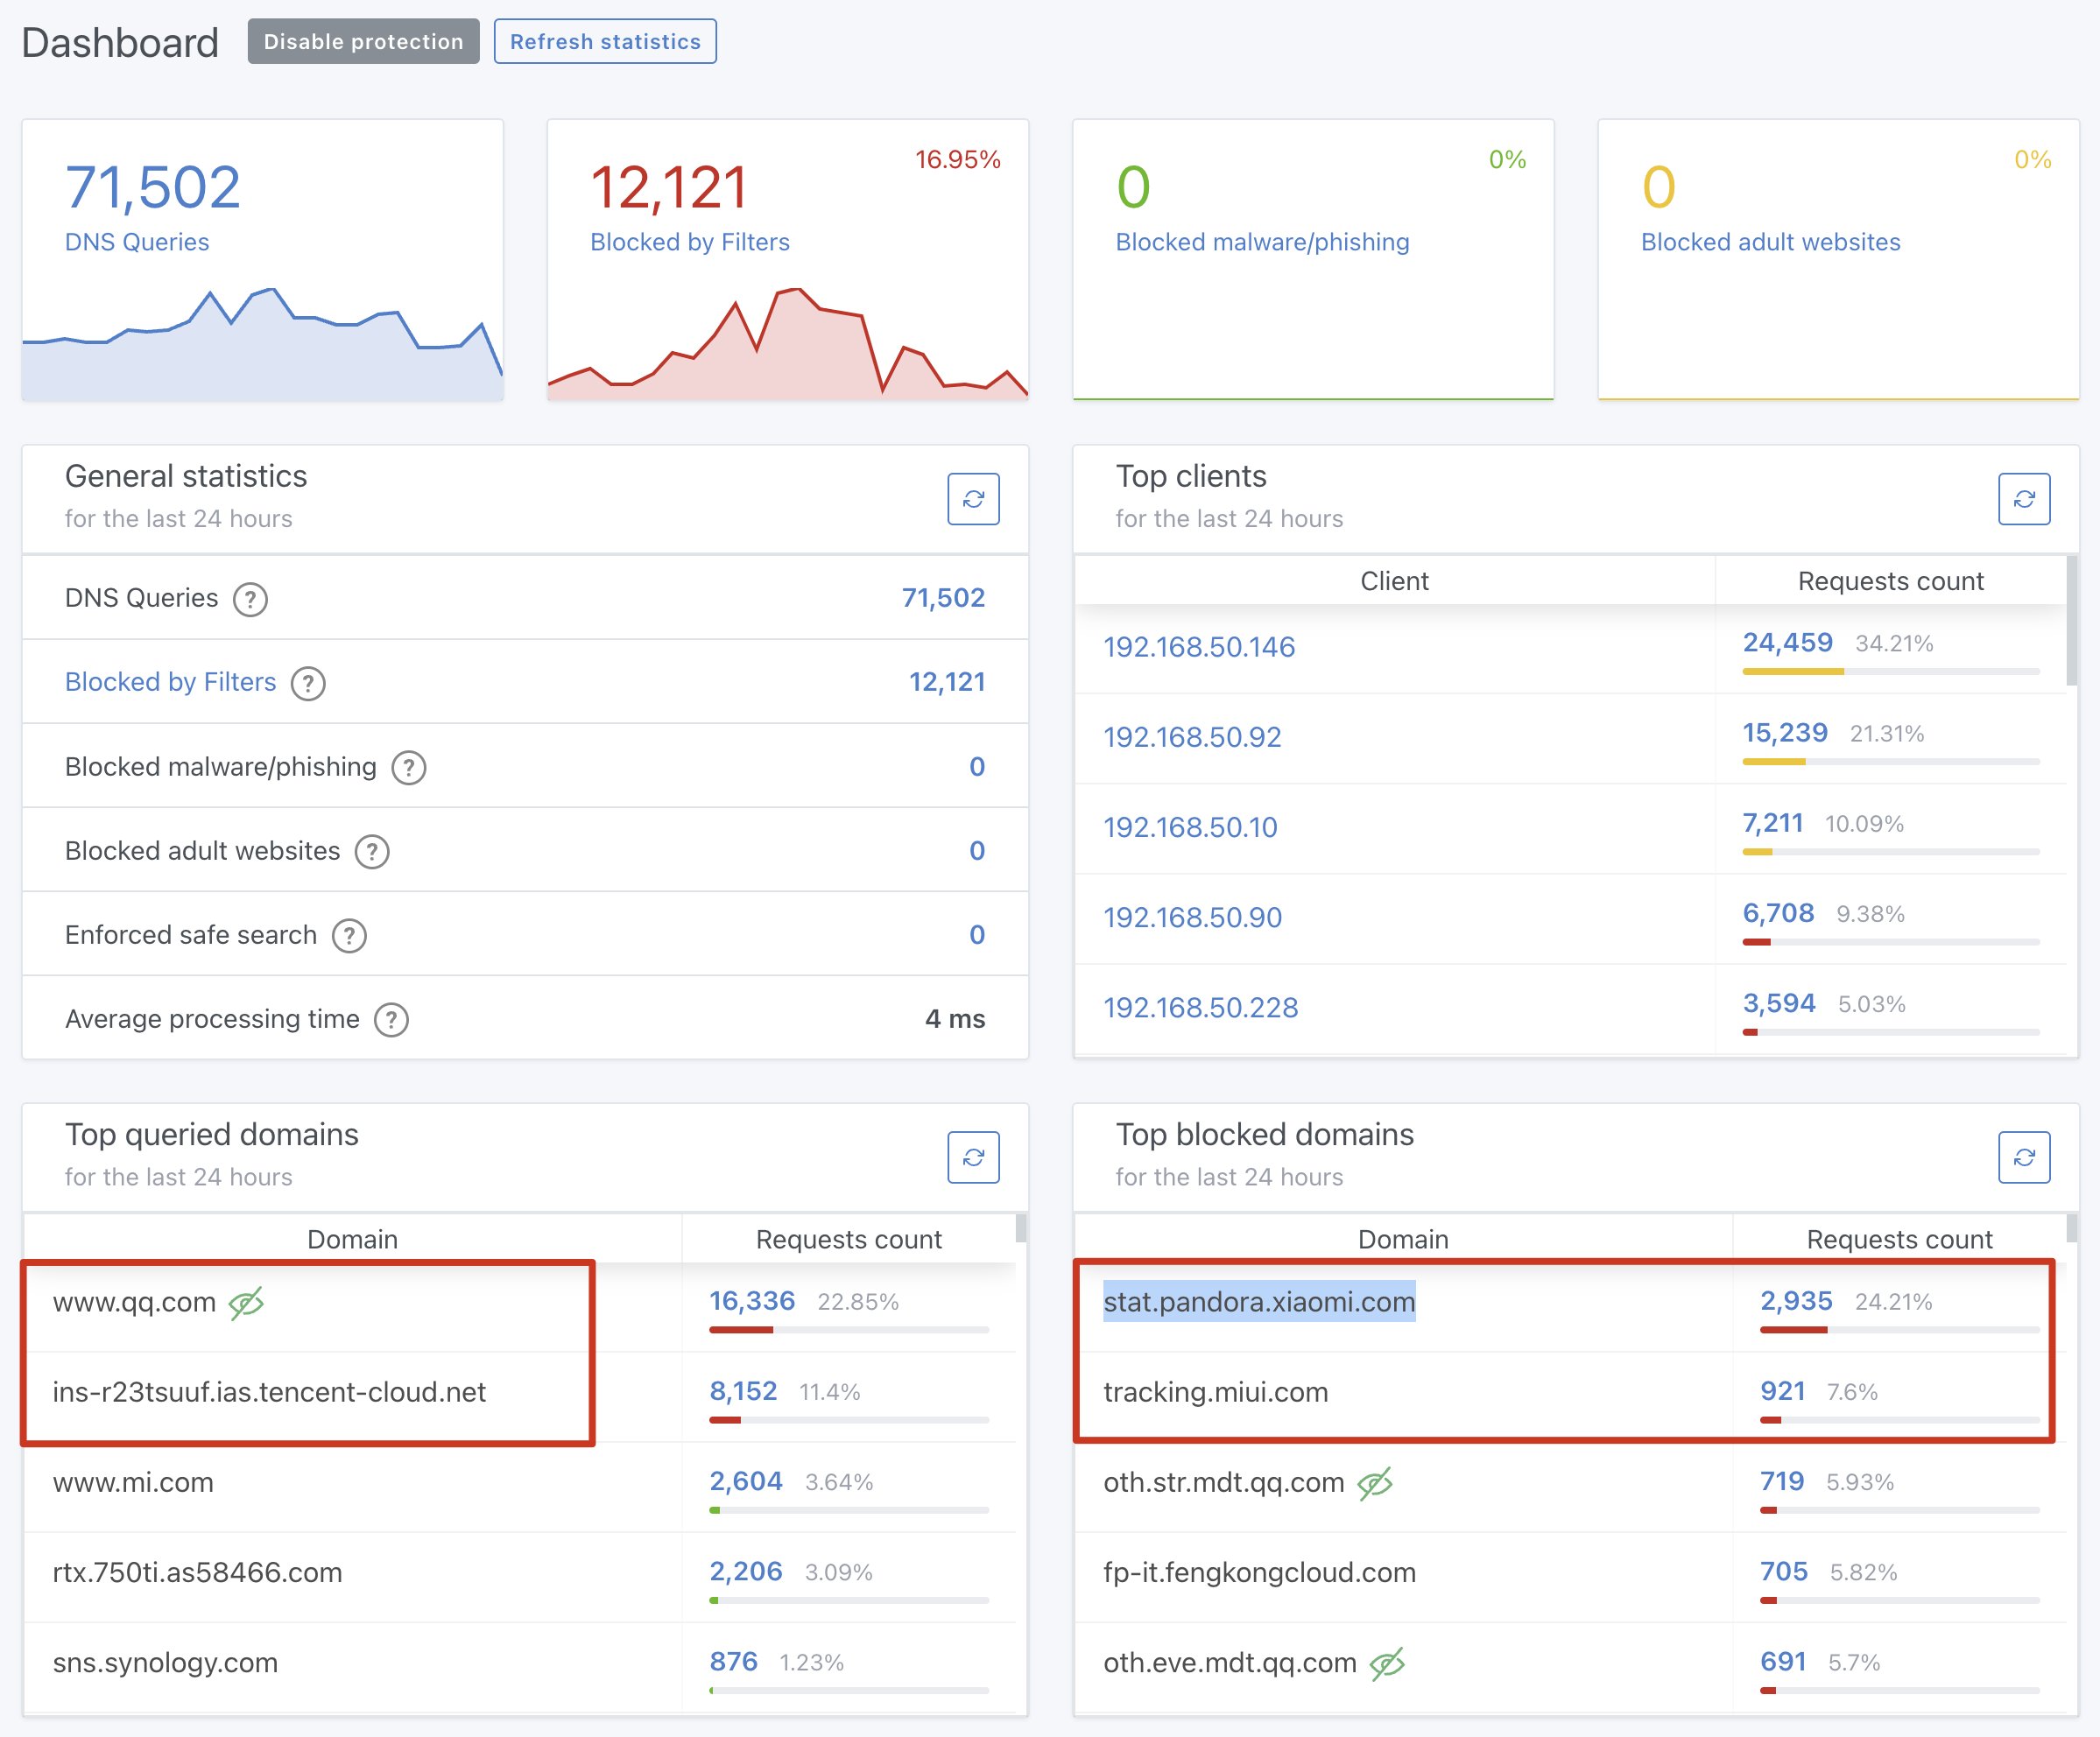 Dashboard
Disable protection
Refresh statistics
71,502
DNS Queries
16.95%
12,121
Blocked by Filters
0%
0
Blocked malware/phishing
0%
0
Blocked adult websites
General statistics
for the last 24 hours
DNS Queries ? 71,502
Blocked by Filters ? 12,121
Blocked malware/phishing ? 0
Blocked adult websites ? 0
Enforced safe search ? 0
Average processing time ? 4 ms
Top clients
for the last 24 hours
Client Requests count
192.168.50.146 24,459 34.21%
192.168.50.92 15,239 21.31%
192.168.50.10 7,211 10.09%
192.168.50.90 6,708 9.38%
192.168.50.228 3,594 5.03%
Top queried domains
for the last 24 hours
Domain Requests count
www.qq.com 16,336 22.85%
ins-r23tsuuf.ias.tencent-cloud.net 8,152 11.4%
www.mi.com 2,604 3.64%
rtx.750ti.as58466.com 2,206 3.09%
sns.synology.com 876 1.23%
Top blocked domains
for the last 24 hours
Domain Requests count
stat.pandora.xiaomi.com 2,935 24.21%
tracking.miui.com 921 7.6%
oth.str.mdt.qq.com 719 5.93%
fp-it.fengkongcloud.com 705 5.82%
oth.eve.mdt.qq.com 691 5.7%